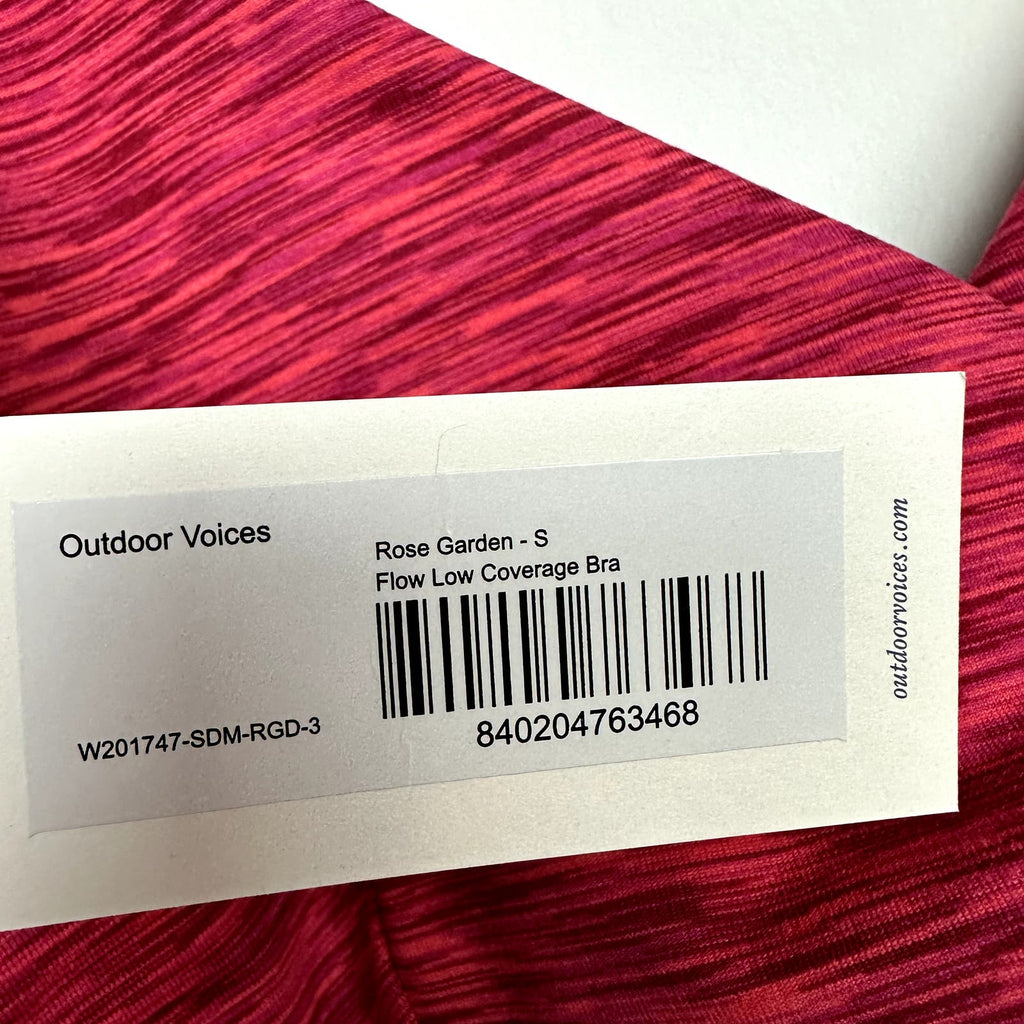 Outdoor Voices
Rose Garden - S
Flow Low Coverage Bra
W201747-SDM-RGD-3
840204763468
outdoorvoices.com